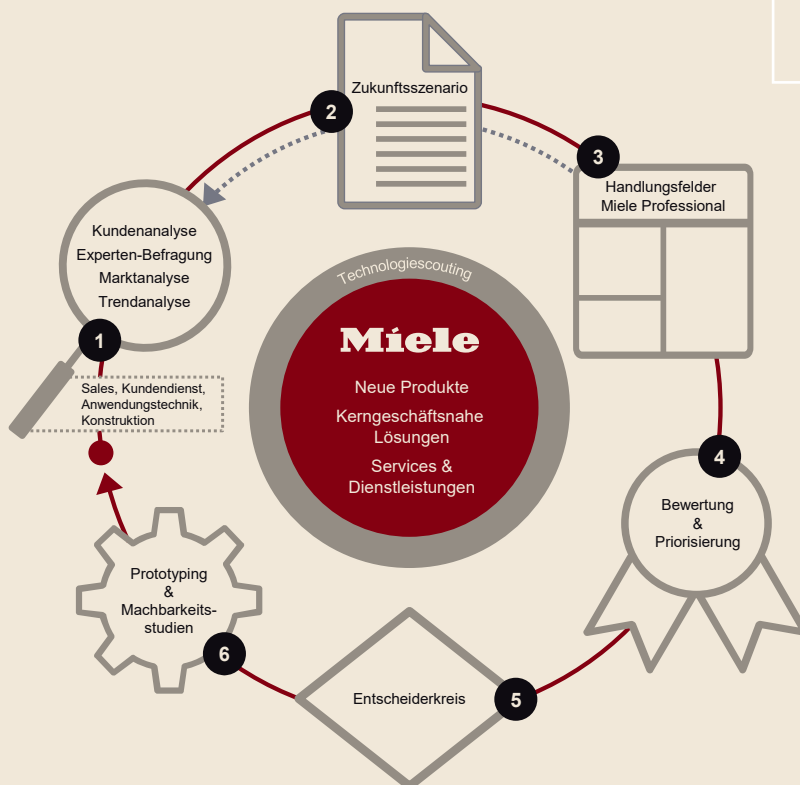 2
Zukunftsszenario
3
Handlungsfelder
Miele Professional
Kundenanalyse
Experten-Befragung
Marktanalyse
Trendanalyse
1
Sales, Kundendienst,
Anwendungstechnik,
Konstruktion
Technologiescouting
Miele
Neue Produkte
Kerngeschäftsnahe
Lösungen
Services &
Dienstleistungen
4
Bewertung
&
Priorisierung
Prototyping
&
Machbarkeits-
studien
6
Entscheiderkreis
5